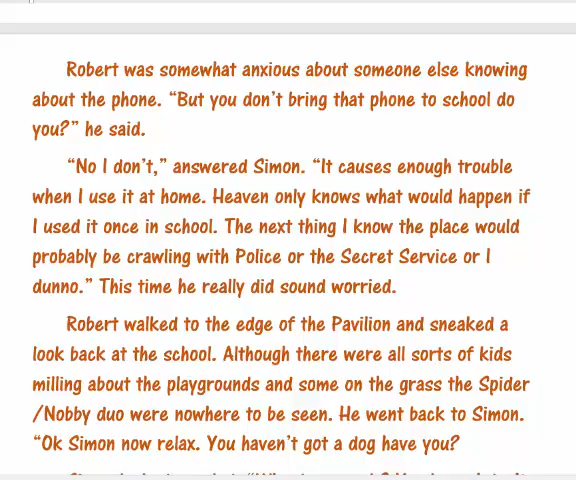 Robert was somewhat anxious about someone else knowing
about the phone. “But you don’t bring that phone to school do
you?” he said.
“No I don’t,” answered Simon. “It causes enough trouble
when I use it at home. Heaven only knows what would happen if
I used it once in school. The next thing I know the place would
probably be crawling with Police or the Secret Service or I
dunno.” This time he really did sound worried.
Robert walked to the edge of the Pavilion and sneaked a
look back at the school. Although there were all sorts of kids
milling about the playgrounds and some on the grass the Spider
/Nobby duo were nowhere to be seen. He went back to Simon.
“Ok Simon now relax. You haven’t got a dog have you?